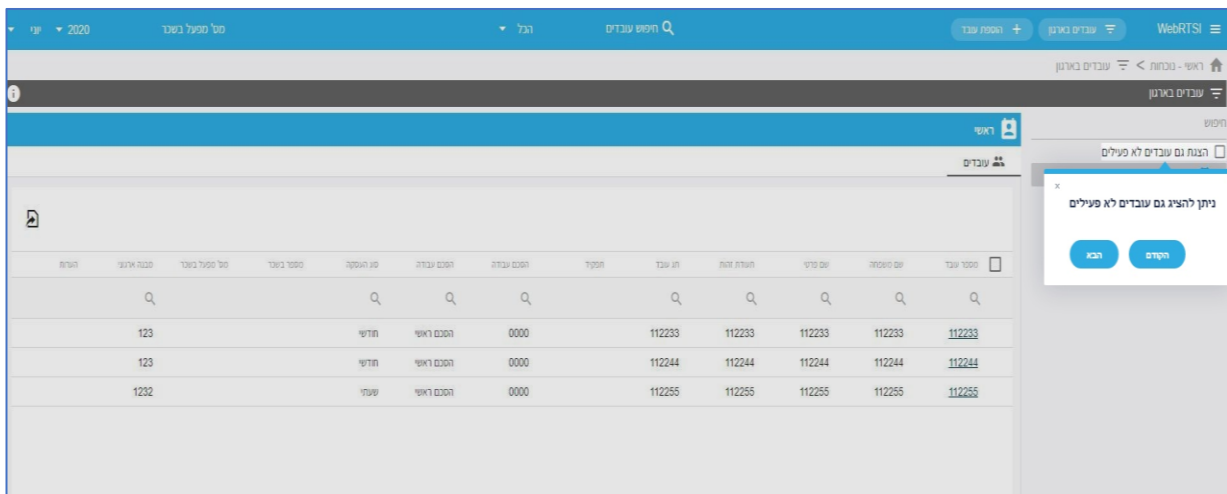 WebRTSI עובדים בארגון הוספת עובד חיפוש עובדים הכל מס' מפעל בשכר 2020 יוני
ראשי - נוכחות > עובדים בארגון
עובדים בארגון
חיפוש
הצגת גם עובדים לא פעילים
x
ניתן להציג גם עובדים לא פעילים
הקודם הבא
ראשי
עובדים
מספר עובד שם משפחה שם פרטי תעודת זהות תג עובד תפקיד הסכם עבודה הסכם עבודה סוג העסקה מספר בשכר מס' מפעל בשכר מבנה ארגוני הערות
112233 112233 112233 112233 112233 0000 הסכם ראשי חודשי 123
112244 112244 112244 112244 112244 0000 הסכם ראשי חודשי 123
112255 112255 112255 112255 112255 0000 הסכם ראשי שעתי 1232